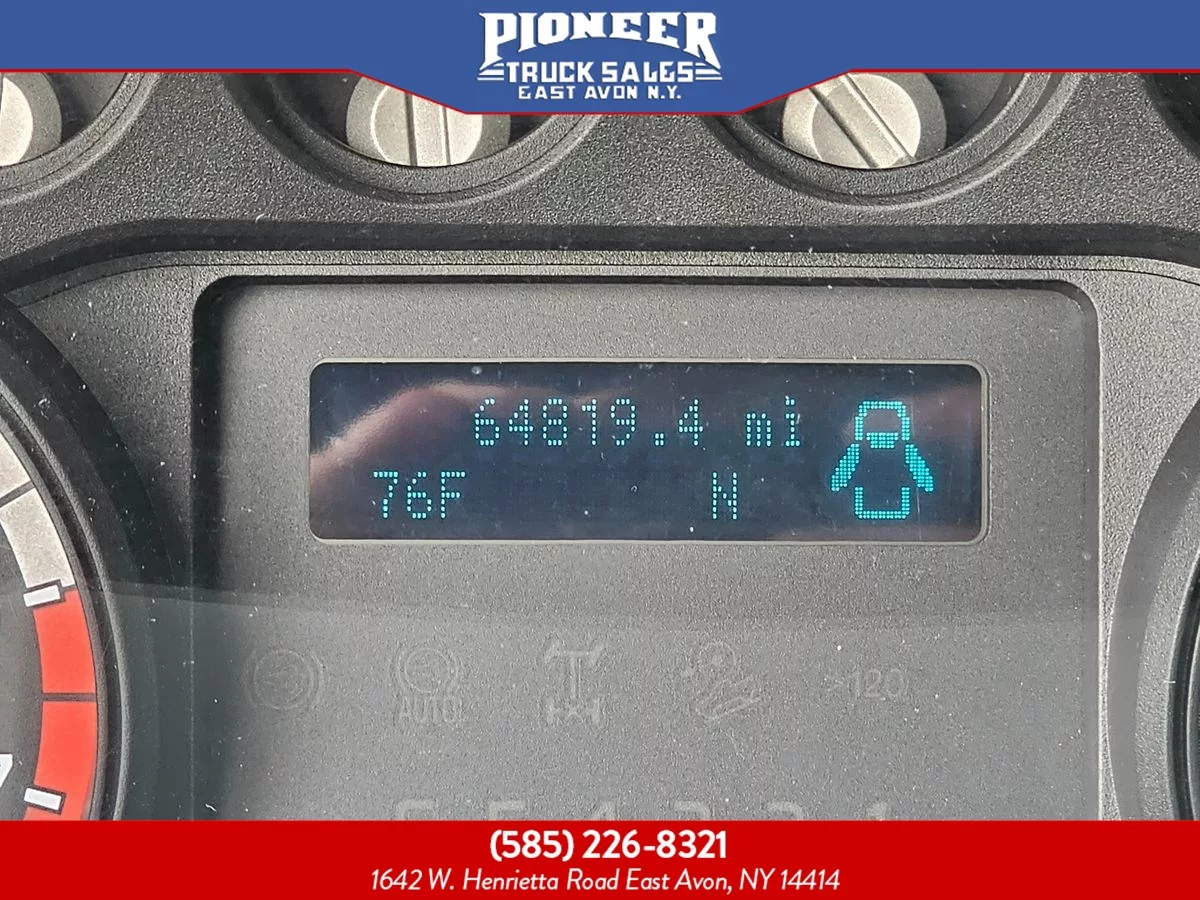 PIONEER
TRUCK SALES
EAST AVON N.Y.
64819.4 mi
76F N
AUTO
>120
(585) 226-8321
1642 W. Henrietta Road East Avon, NY 14414